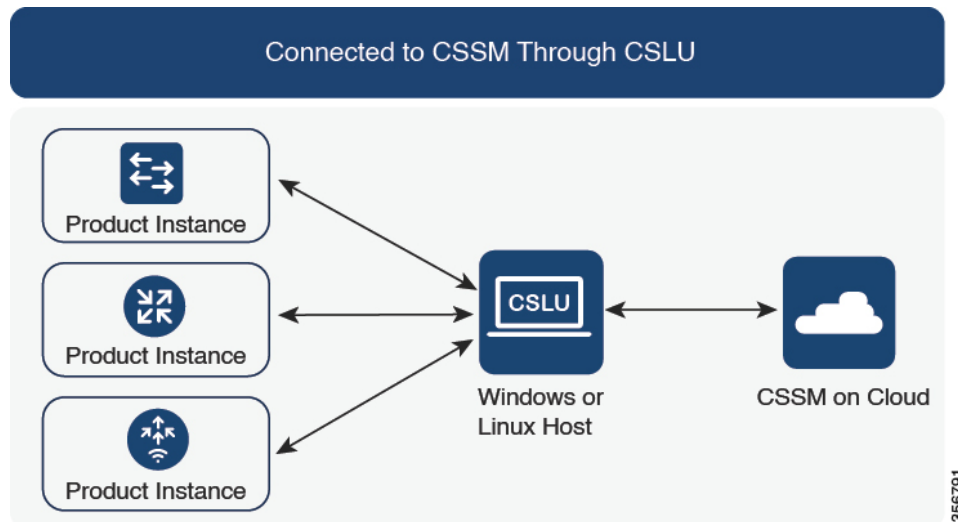 Connected to CSSM Through CSLU
Product Instance
Product Instance
Product Instance
CSLU
Windows or
Linux Host
CSSM on Cloud
356791